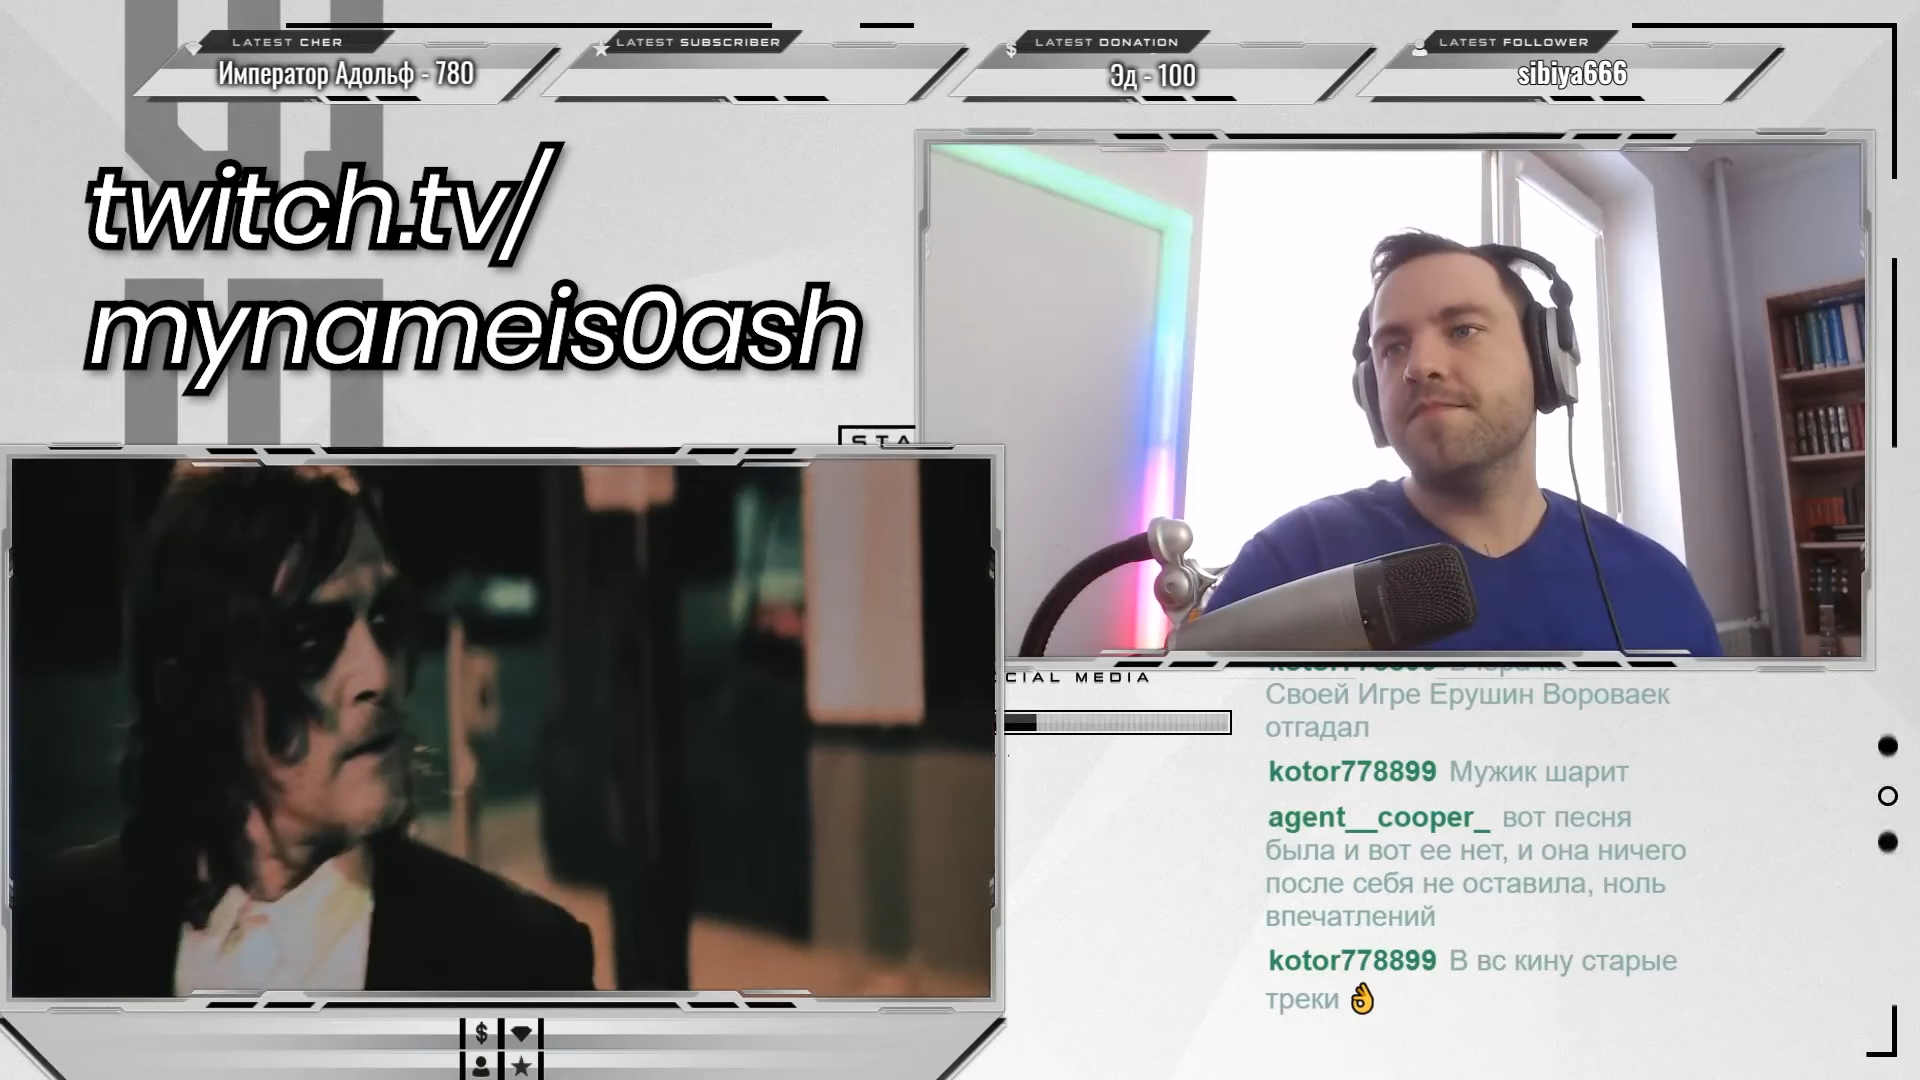 LATEST CHER
Император Адольф - 780
LATEST SUBSCRIBER
LATEST DONATION
Эд - 100
LATEST FOLLOWER
sibiya666
twitch.tv/
mynameis0ash
STA
CIAL MEDIA
kotor778899
Своей Игре Ерушин Вороваек
отгадал
kotor778899 Мужик шарит
agent__cooper_ вот песня
была и вот ее нет, и она ничего
после себя не оставила, ноль
впечатлений
kotor778899 В вс кину старые
треки 👌